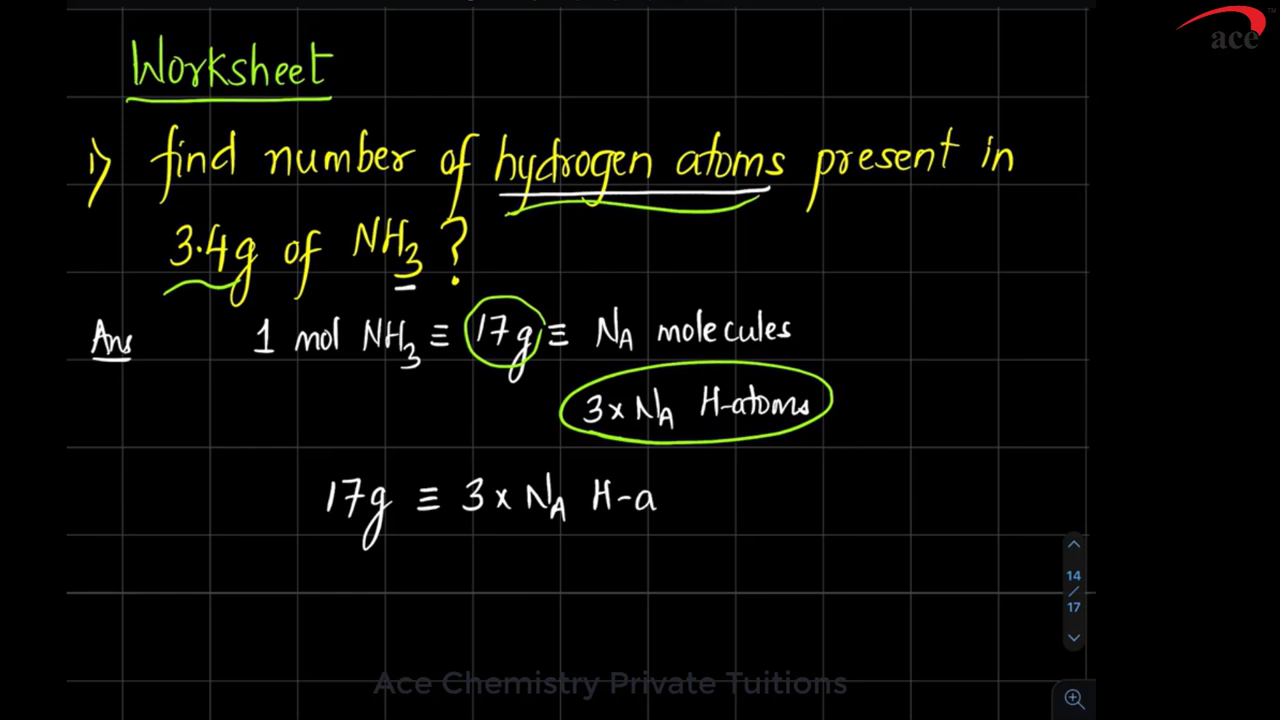 ace
Worksheet
1) find number of hydrogen atoms present in
3.4g of NH₃ ?
Ans 1 mol NH₃ ≡ 17g ≡ NA molecules
3 x NA H-atoms
17g ≡ 3 x NA H-a
14
/
17
Ace Chemistry Private Tuitions